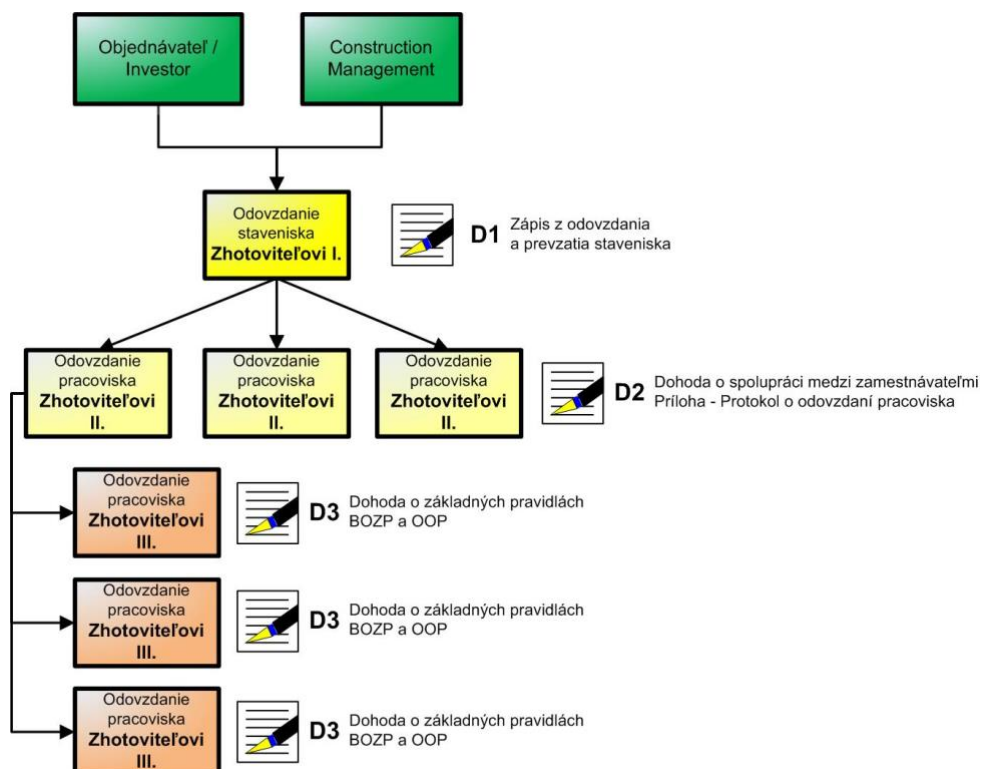 Objednávateľ /
Investor
Construction
Management
Odovzdanie
staveniska
Zhotoviteľovi I.
D1
Zápis z odovzdania
a prevzatia staveniska
Odovzdanie
pracoviska
Zhotoviteľovi
II.
Odovzdanie
pracoviska
Zhotoviteľovi
II.
Odovzdanie
pracoviska
Zhotoviteľovi
II.
D2
Dohoda o spolupráci medzi zamestnávateľmi
Príloha - Protokol o odovzdaní pracoviska
Odovzdanie
pracoviska
Zhotoviteľovi
III.
D3
Dohoda o základných pravidlách
BOZP a OOP
Odovzdanie
pracoviska
Zhotoviteľovi
III.
D3
Dohoda o základných pravidlách
BOZP a OOP
Odovzdanie
pracoviska
Zhotoviteľovi
III.
D3
Dohoda o základných pravidlách
BOZP a OOP